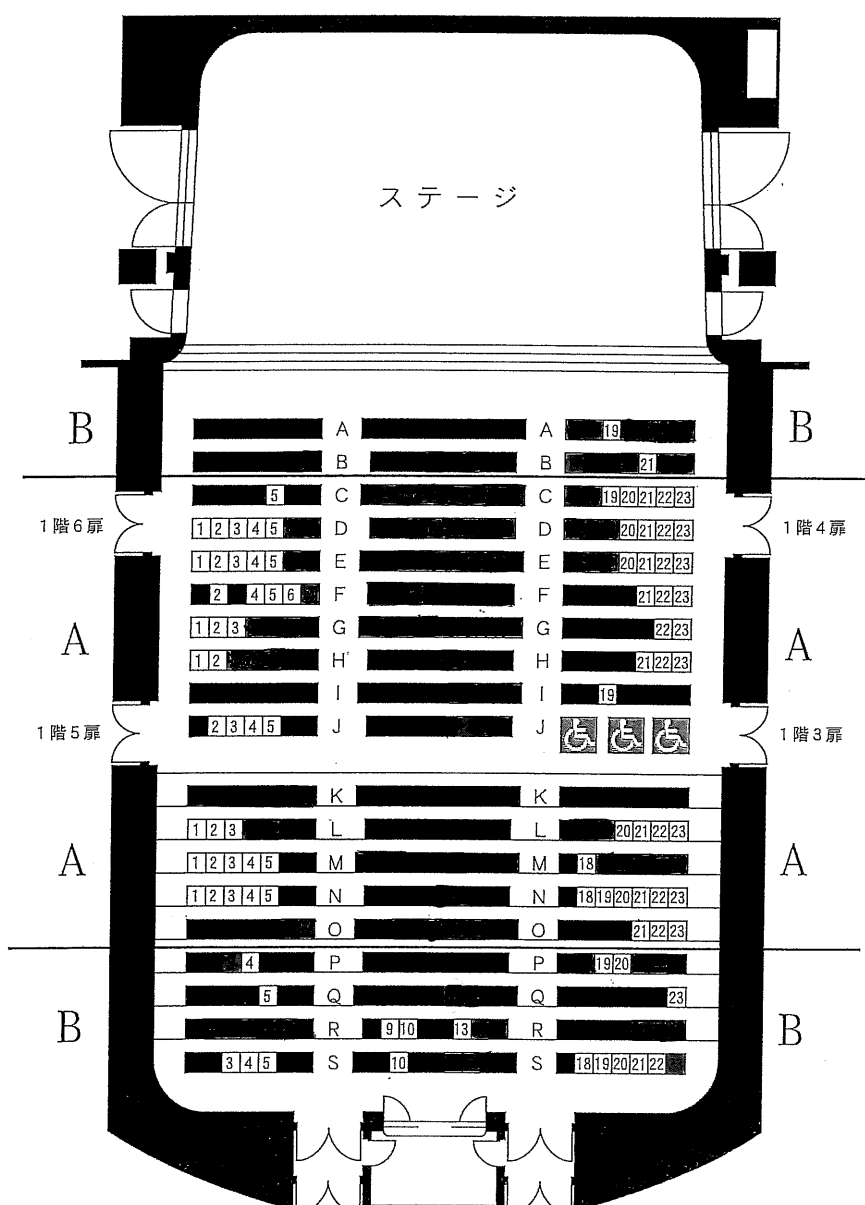 ステージ
B B
A A 19
B B 21
5 C C 19 20 21 22 23
1階6扉 1 2 3 4 5 D D 20 21 22 23 1階4扉
1 2 3 4 5 E E 20 21 22 23
2 4 5 6 F F 21 22 23
A 1 2 3 G G 22 23 A
1 2 H H 21 22 23
I I 19
1階5扉 2 3 4 5 J J 1階3扉
K K
1 2 3 L L 20 21 22 23
A 1 2 3 4 5 M M 18 A
1 2 3 4 5 N N 18 19 20 21 22 23
O O 21 22 23
4 P P 19 20
5 Q Q 23
B 9 10 13 R R B
3 4 5 S 10 S 18 19 20 21 22